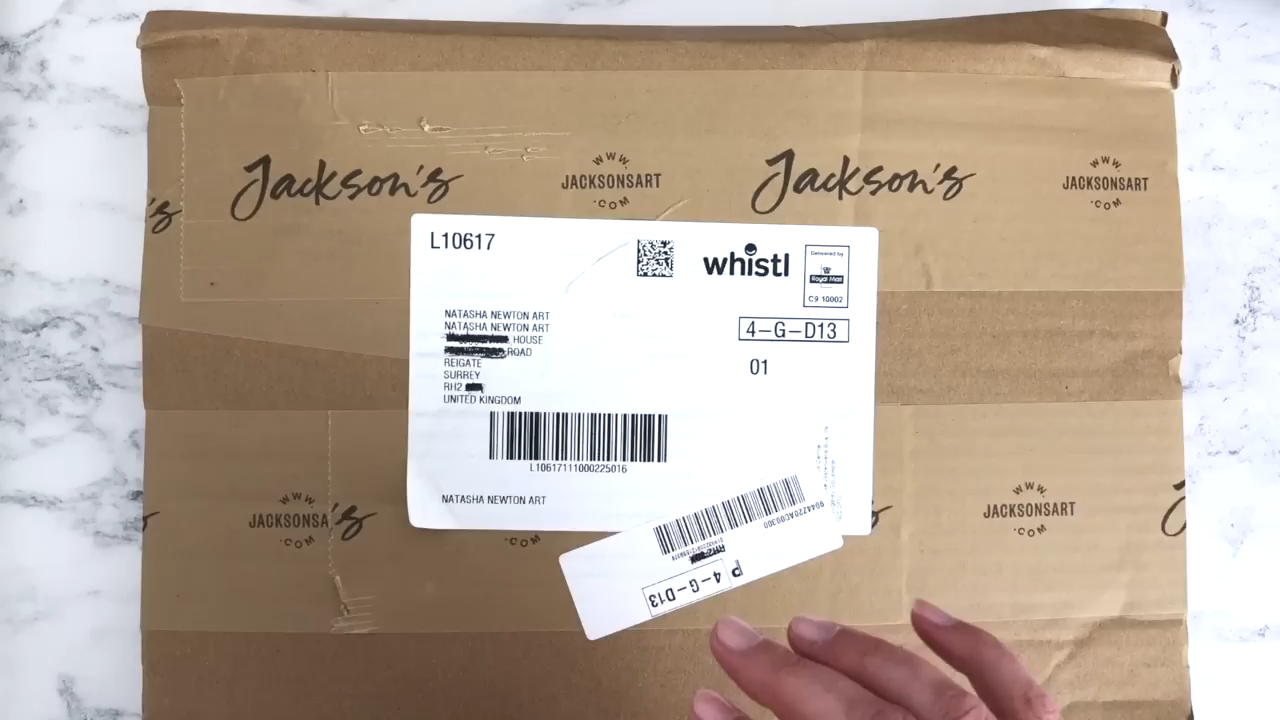 Jackson's
WWW.
JACKSONSART
.COM
Jackson's
WWW.
JACKSONSART
.COM
's
L10617
whistl
Delivered by
Royal Mail
C9 10002
4-G-D13
01
NATASHA NEWTON ART
NATASHA NEWTON ART
HOUSE
ROAD
REIGATE
SURREY
RH2
UNITED KINGDOM
L10617111000225016
NATASHA NEWTON ART
WWW.
JACKSONSA
.COM
's
.COM
WWW.
JACKSONSART
.COM
9044220AC00300
P
4-G-D13